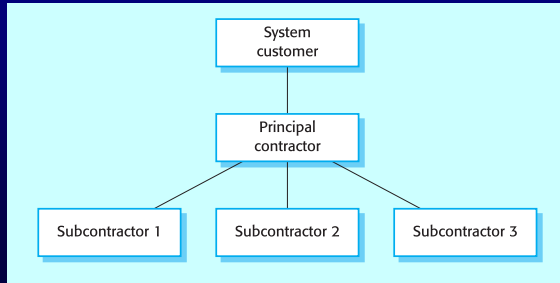 System
customer
Principal
contractor
Subcontractor 1
Subcontractor 2
Subcontractor 3